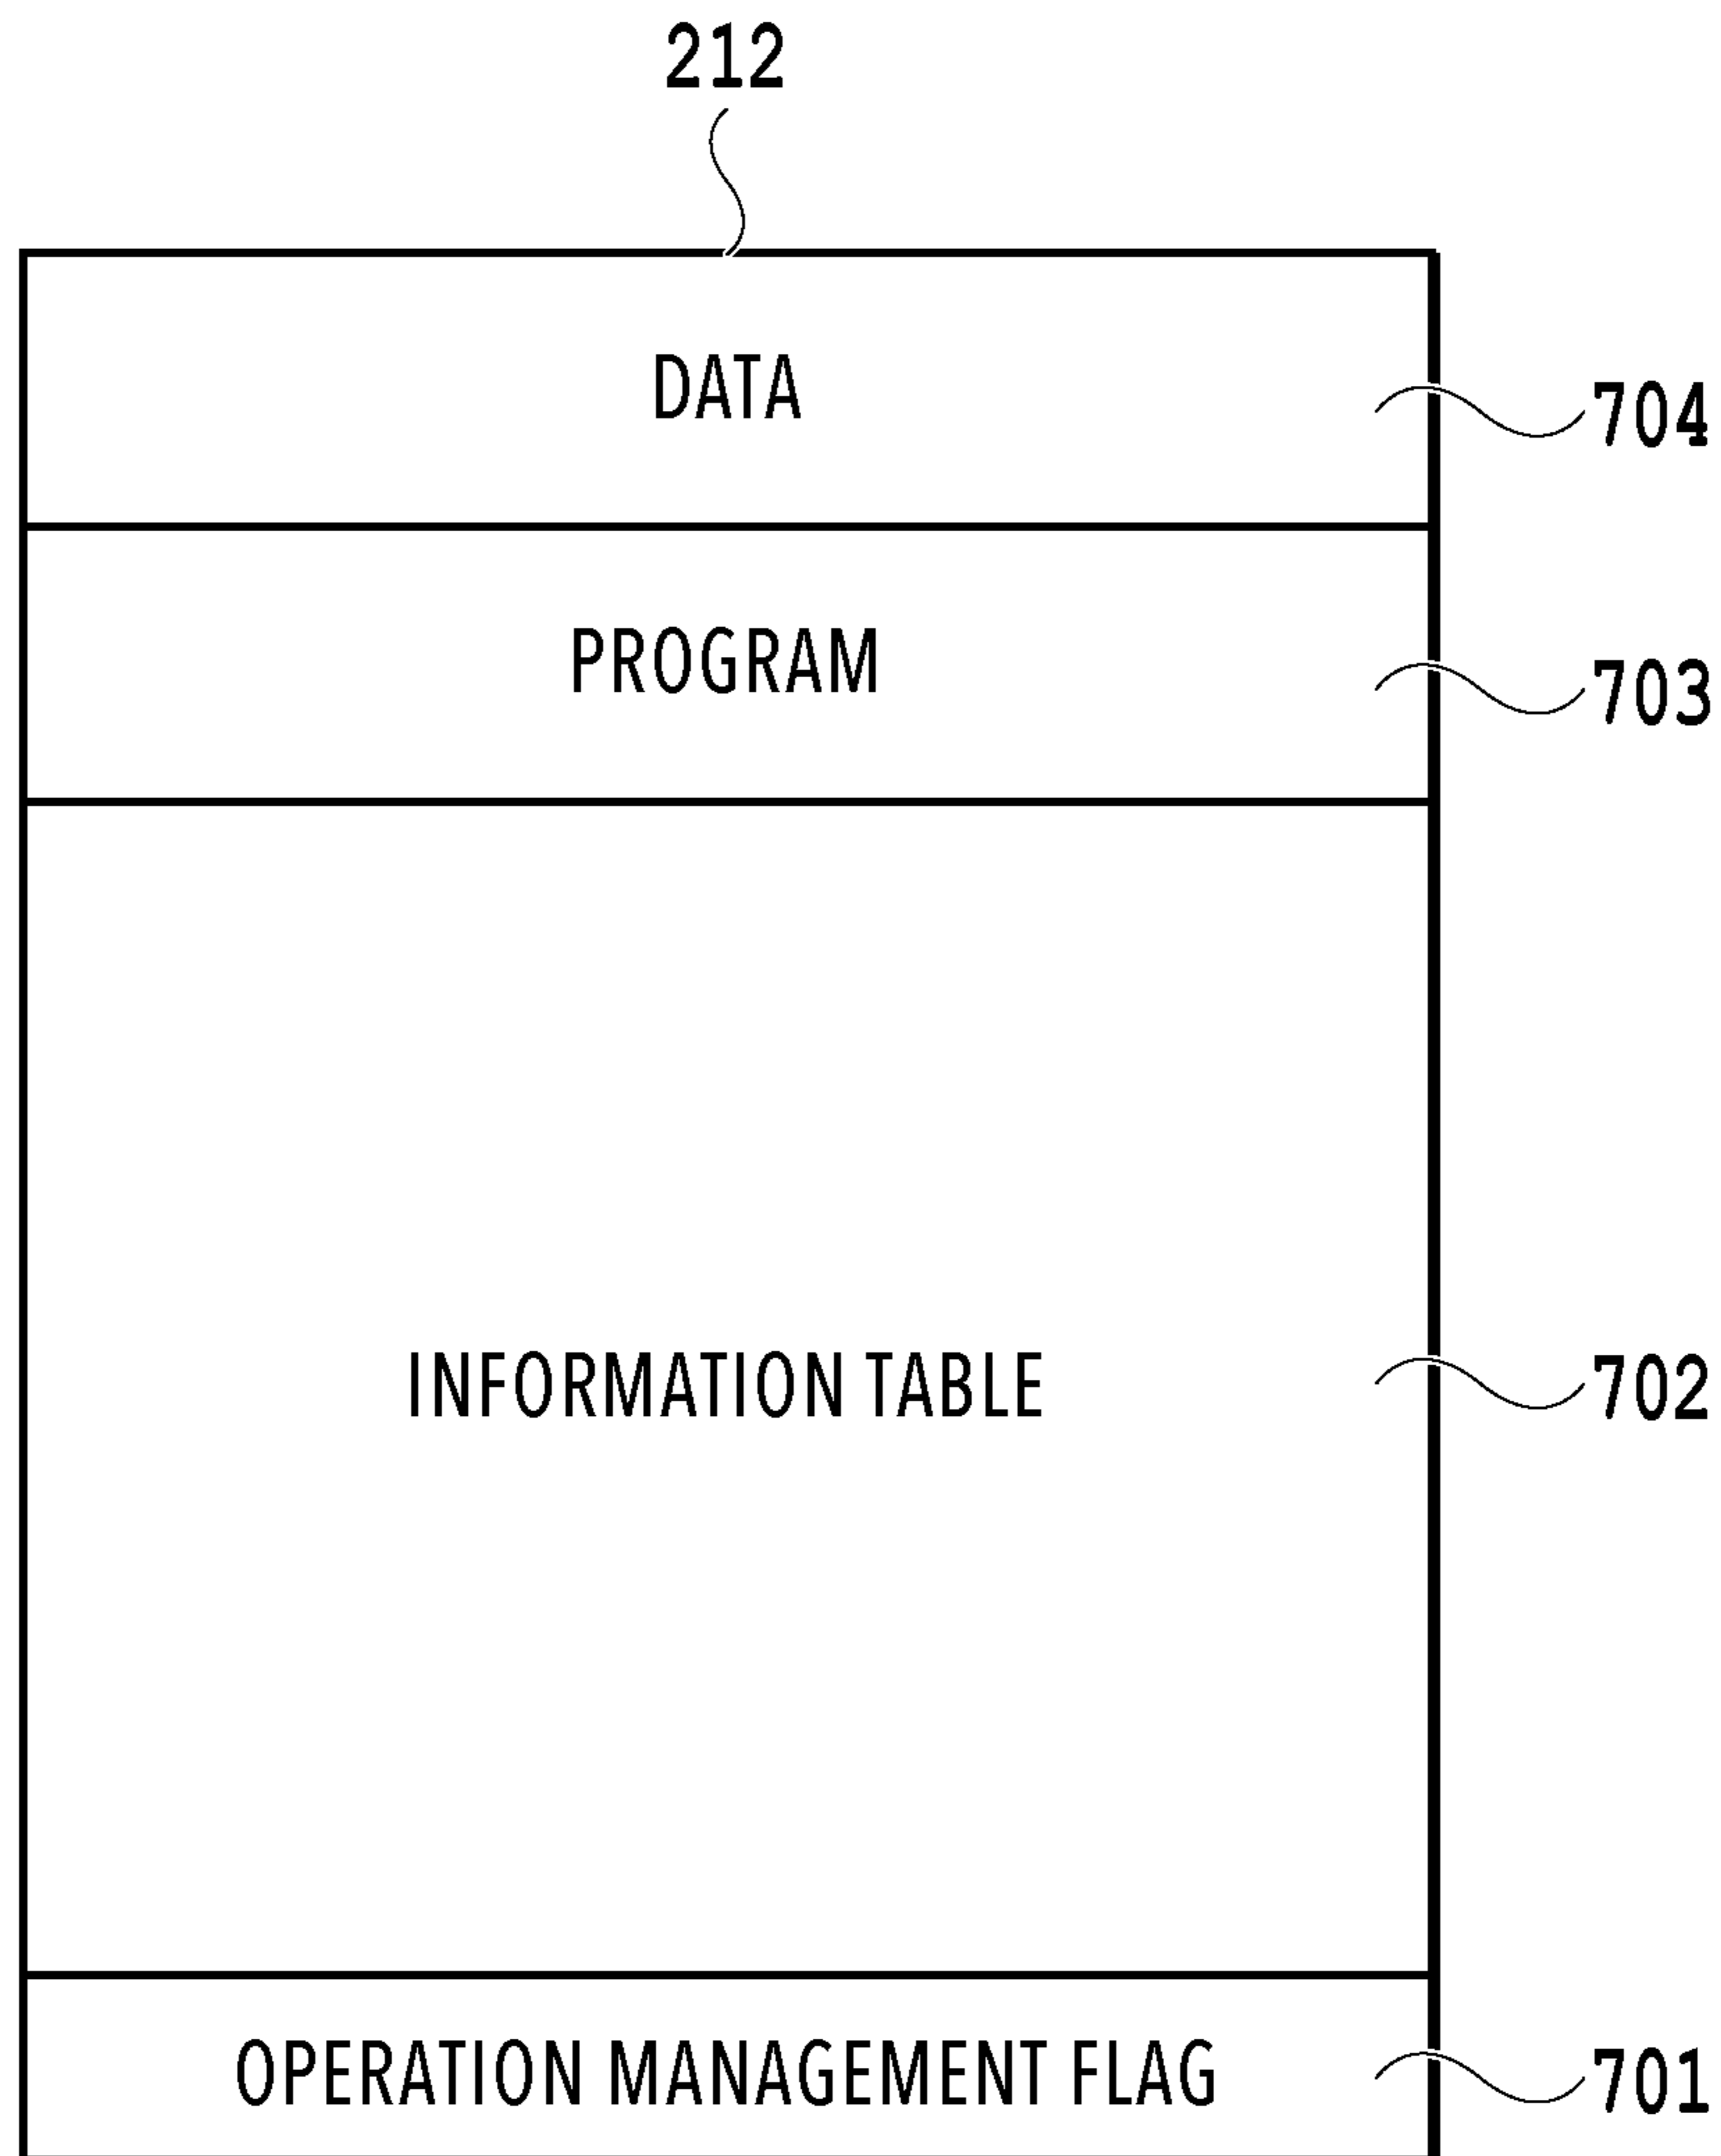 212
DATA
704
PROGRAM
703
INFORMATION TABLE
702
OPERATION MANAGEMENT FLAG
701